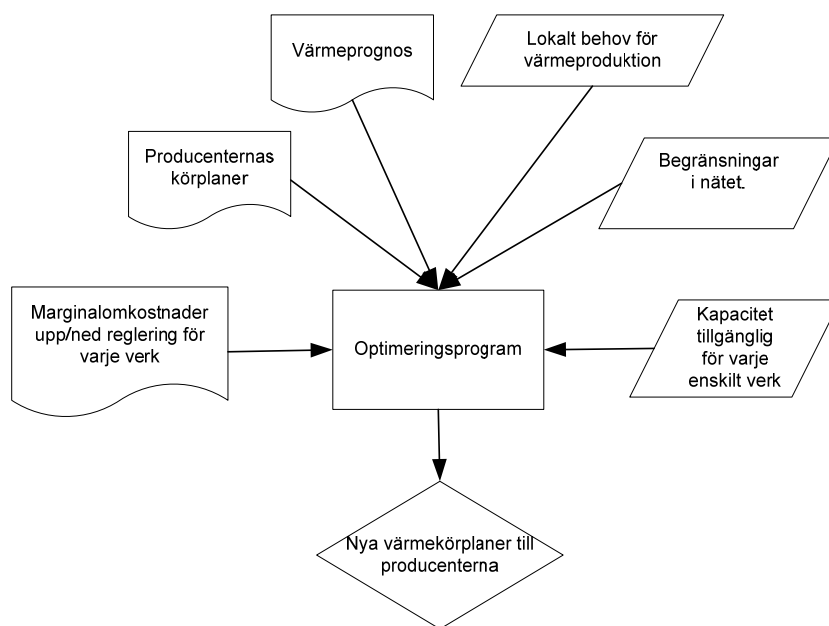 Värmeprognos
Lokalt behov för
värmeproduktion
Producenternas
körplaner
Begränsningar
i nätet.
Marginalomkostnader
upp/ned reglering för
varje verk
Optimeringsprogram
Kapacitet
tillgänglig
för varje
enskilt verk
Nya värmekörplaner till
producenterna